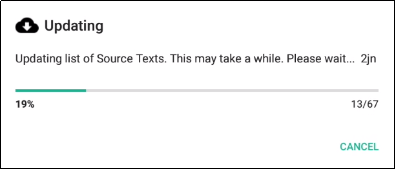 Updating
Updating list of Source Texts. This may take a while. Please wait... 2jn
19% 13/67
CANCEL